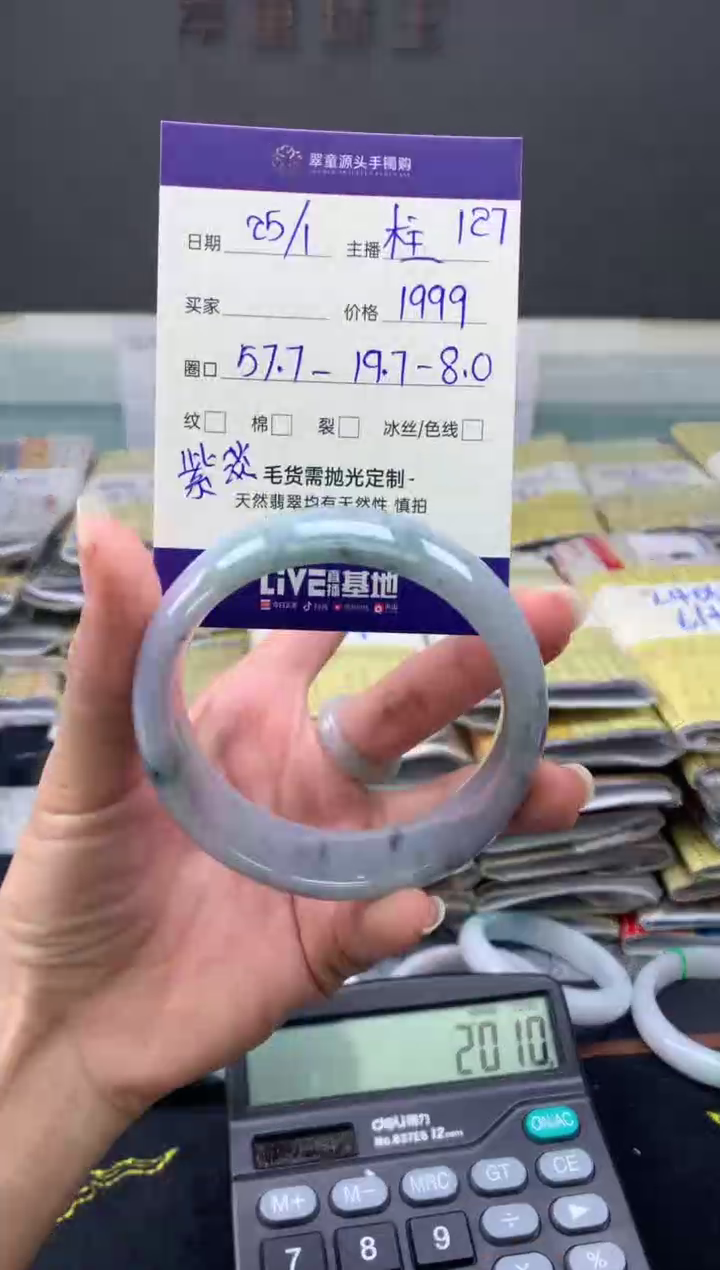 翠童源头手镯购
日期 25/1 主播 柱 127
买家 价格 1999
圈口 57.7- 19.7-8.0
纹 棉 裂 冰丝/色线
紫淡 毛货需抛光定制-
天然翡翠均有天然性 慎拍
LIVE直播基地
2010
deli得力
No.837ES 12
ON/AC
M+ M- MRC GT CE
7 8 9 ÷ ▶
× %